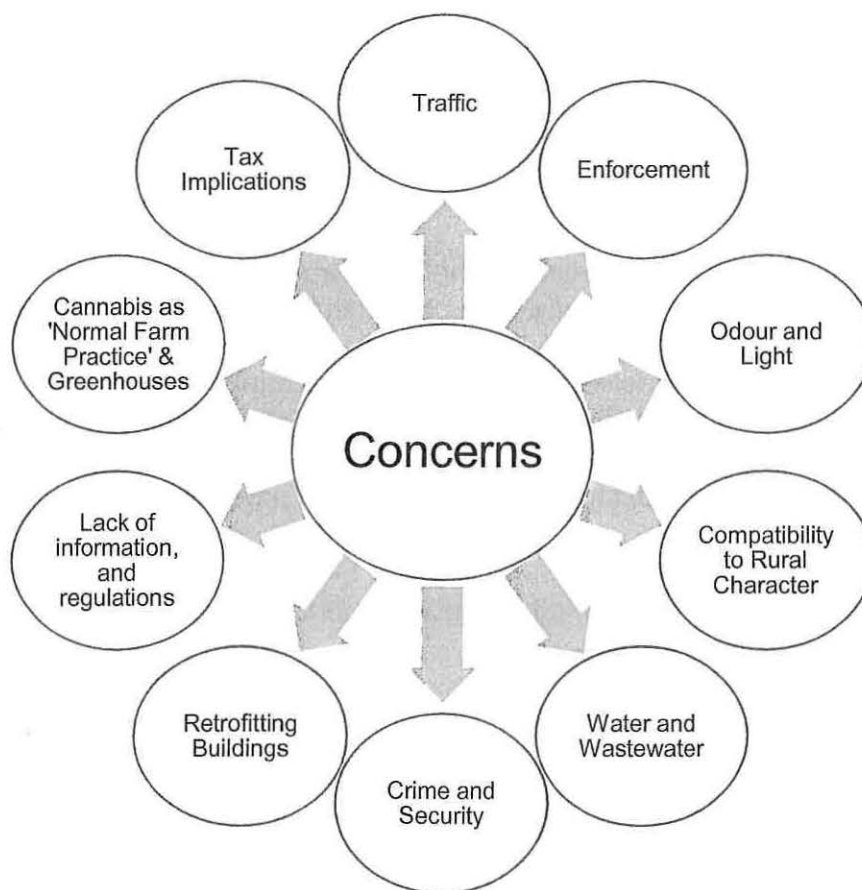 Traffic
Enforcement
Odour and
Light
Compatibility
to Rural
Character
Water and
Wastewater
Crime and
Security
Retrofitting
Buildings
Lack of
information,
and
regulations
Cannabis as
'Normal Farm
Practice' &
Greenhouses
Tax
Implications
Concerns